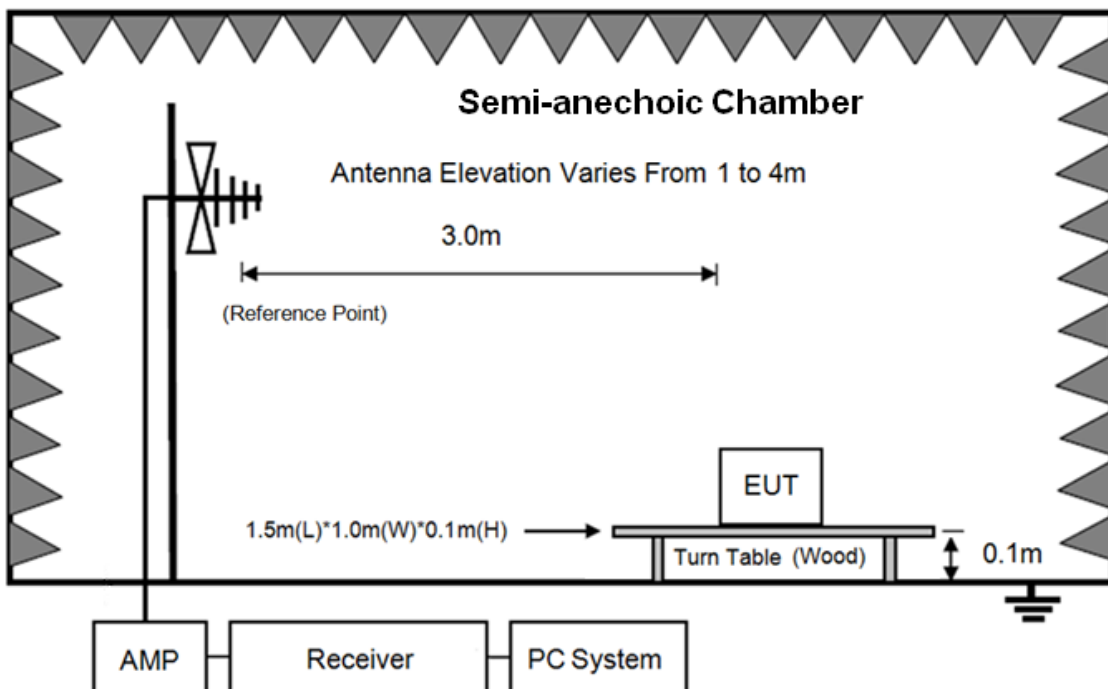 Semi-anechoic Chamber
Antenna Elevation Varies From 1 to 4m
3.0m
(Reference Point)
EUT
1.5m(L)*1.0m(W)*0.1m(H)
Turn Table (Wood)
0.1m
AMP
Receiver
PC System